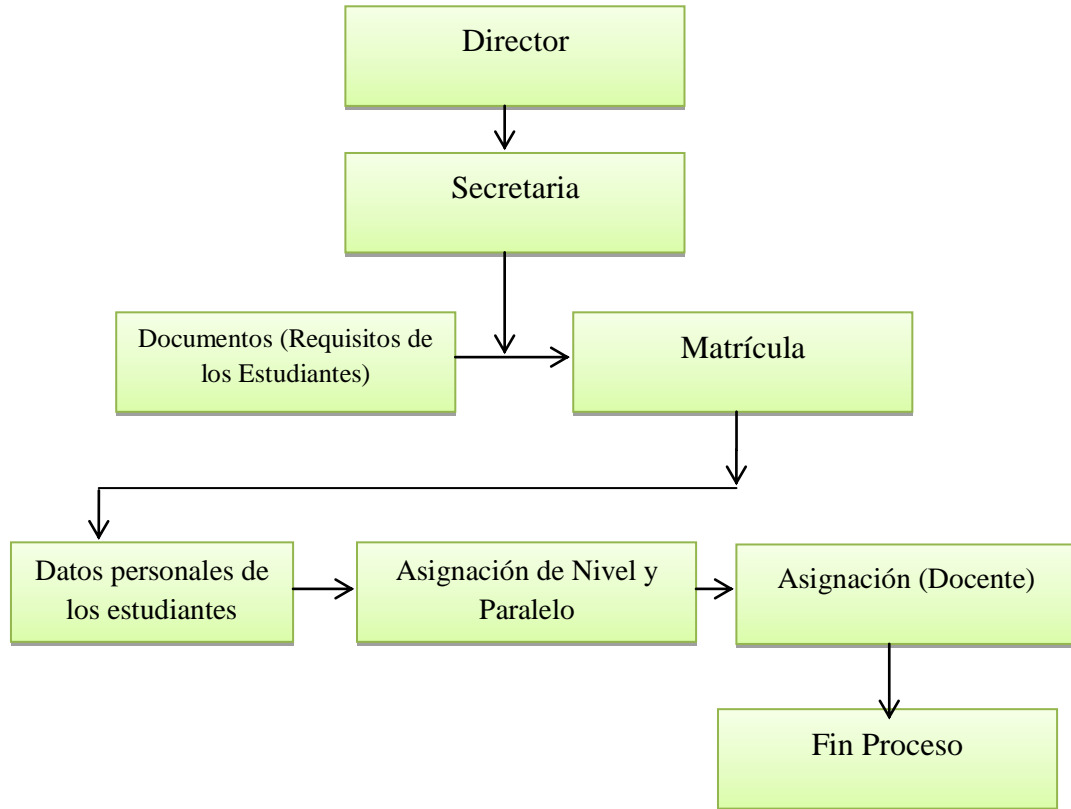 Director
Secretaria
Documentos (Requisitos de
los Estudiantes)
Matrícula
Datos personales de
los estudiantes
Asignación de Nivel y
Paralelo
Asignación (Docente)
Fin Proceso